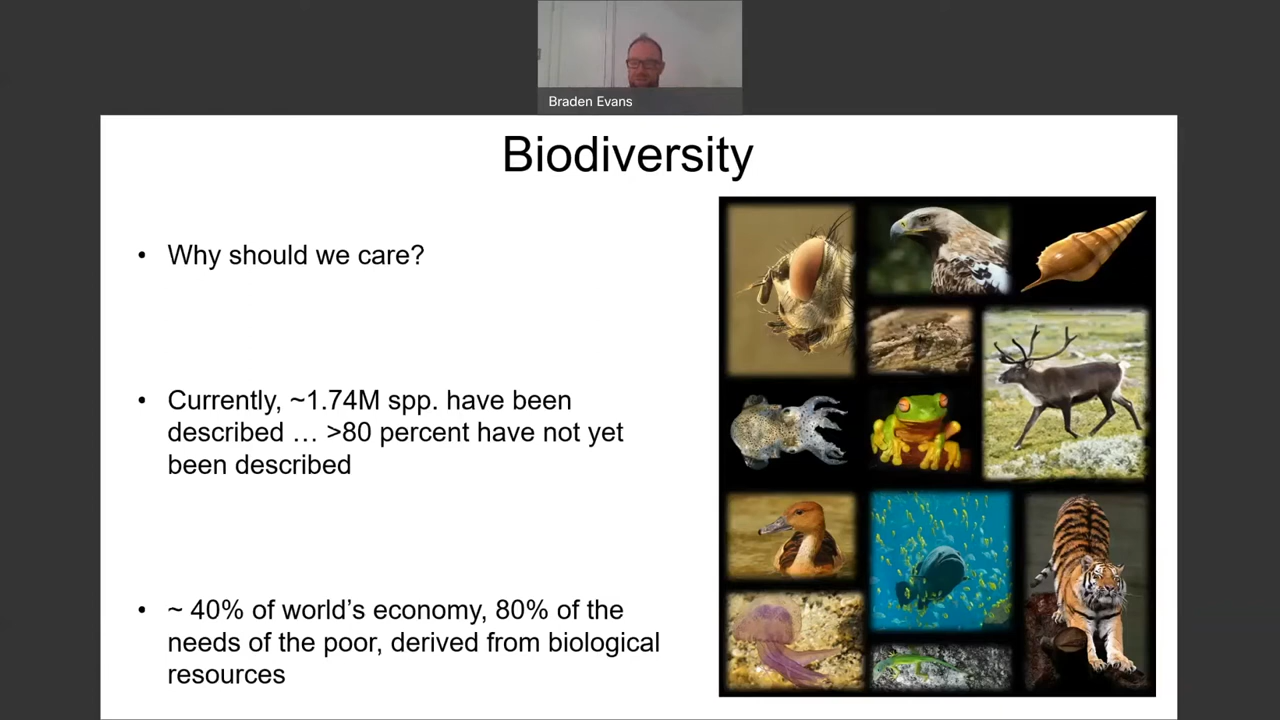 Braden Evans
Biodiversity
• Why should we care?
• Currently, ~1.74M spp. have been
described … >80 percent have not yet
been described
• ~ 40% of world’s economy, 80% of the
needs of the poor, derived from biological
resources